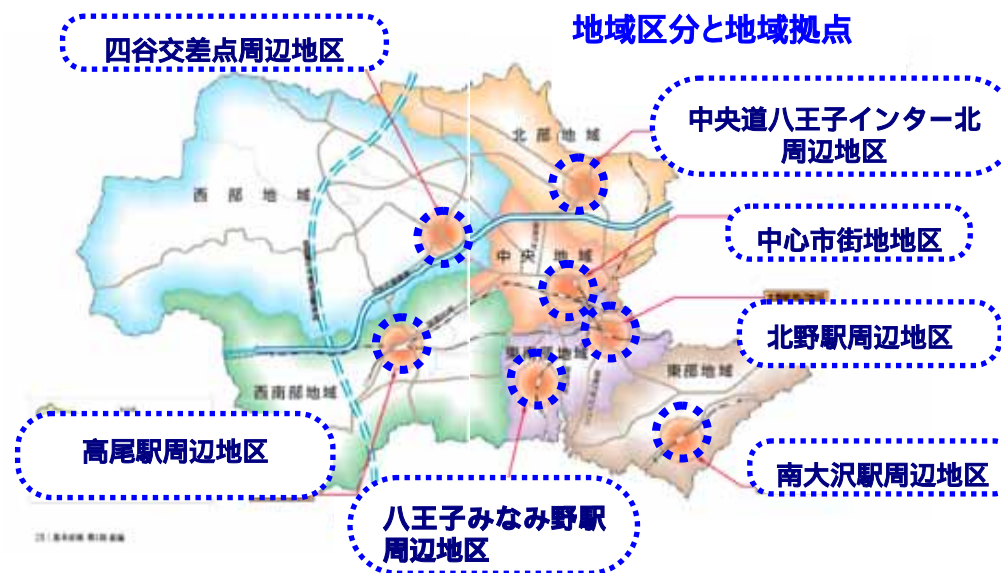 地域区分と地域拠点
四谷交差点周辺地区
中央道八王子インター北
周辺地区
北部地域
西部地域
中心市街地地区
中央地域
北野駅周辺地区
東南部地域
東部地域
西南部地域
高尾駅周辺地区
南大沢駅周辺地区
八王子みなみ野駅
周辺地区